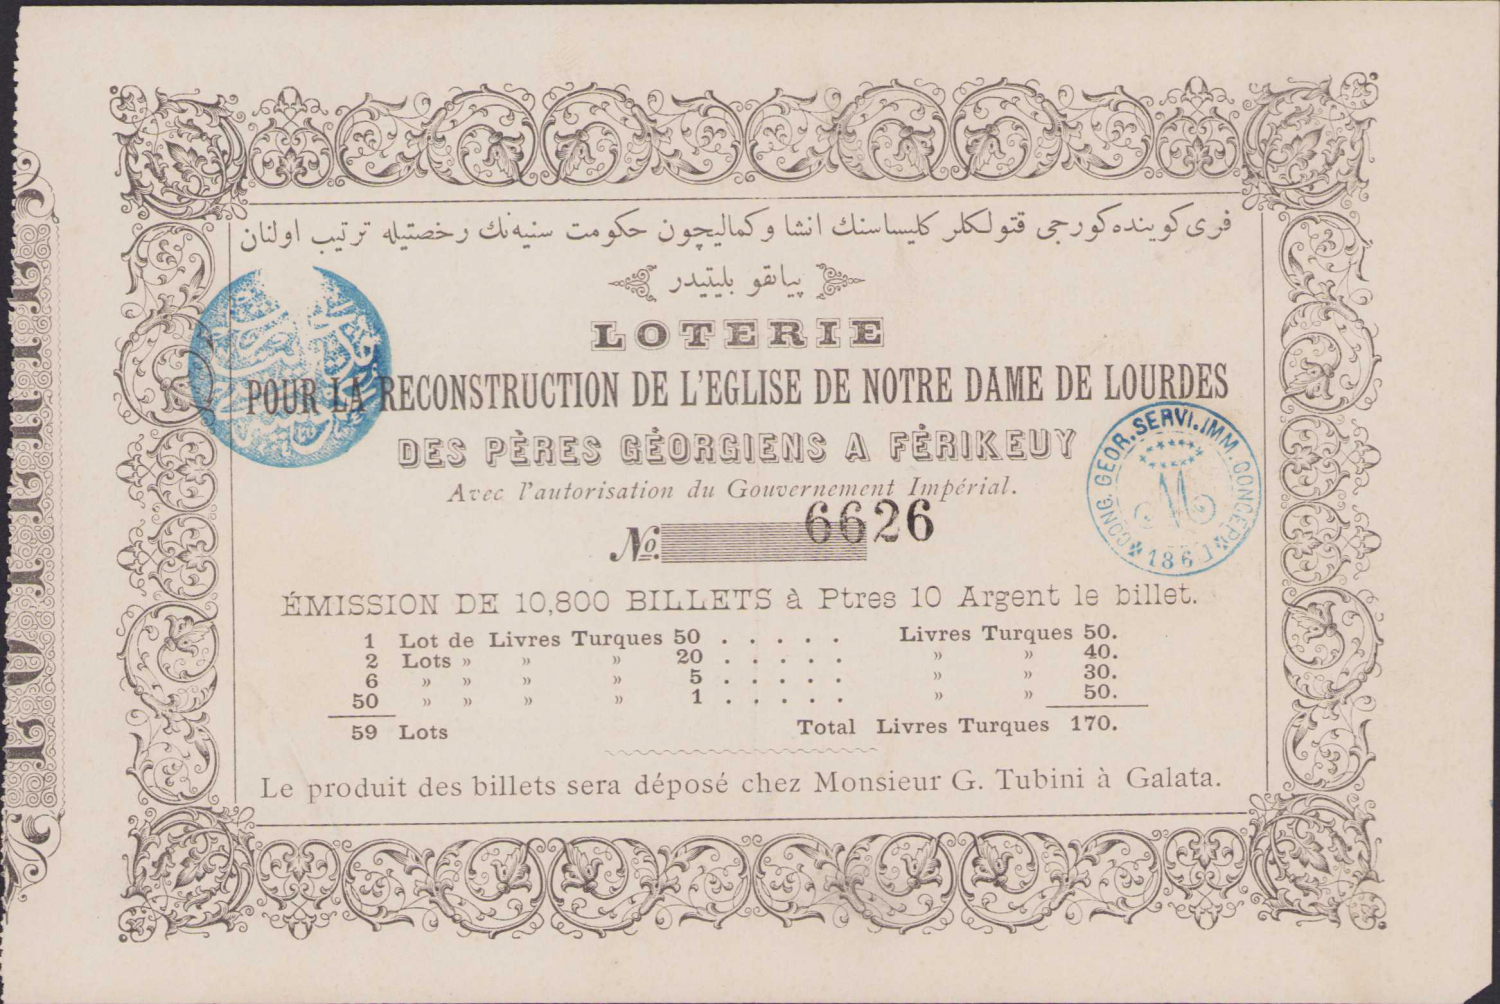 فری کوینده کورجی قتولکلر کلیساسنك انشا و کمالیچون حکومت سنیه‌نك رخصتیله ترتیب اولنان
پیانقو بلیتیدر
LOTERIE
POUR LA RECONSTRUCTION DE L'EGLISE DE NOTRE DAME DE LOURDES
DES PÈRES GÉORGIENS A FÉRIKEUY
Avec l'autorisation du Gouvernement Impérial.
No. 6626
CONG. GEOR. SERVI. IMM. CONCEP.
M
186
ÉMISSION DE 10,800 BILLETS à Ptres 10 Argent le billet.
1 Lot de Livres Turques 50 . . . . . Livres Turques 50.
2 Lots » » » 20 . . . . . » » 40.
6 » » » » 5 . . . . . » » 30.
50 » » » » 1 . . . . . » » 50.
59 Lots Total Livres Turques 170.
Le produit des billets sera déposé chez Monsieur G. Tubini à Galata.